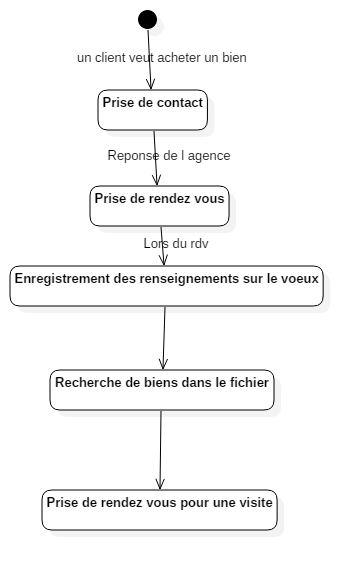 un client veut acheter un bien
Prise de contact
Reponse de l agence
Prise de rendez vous
Lors du rdv
Enregistrement des renseignements sur le voeux
Recherche de biens dans le fichier
Prise de rendez vous pour une visite